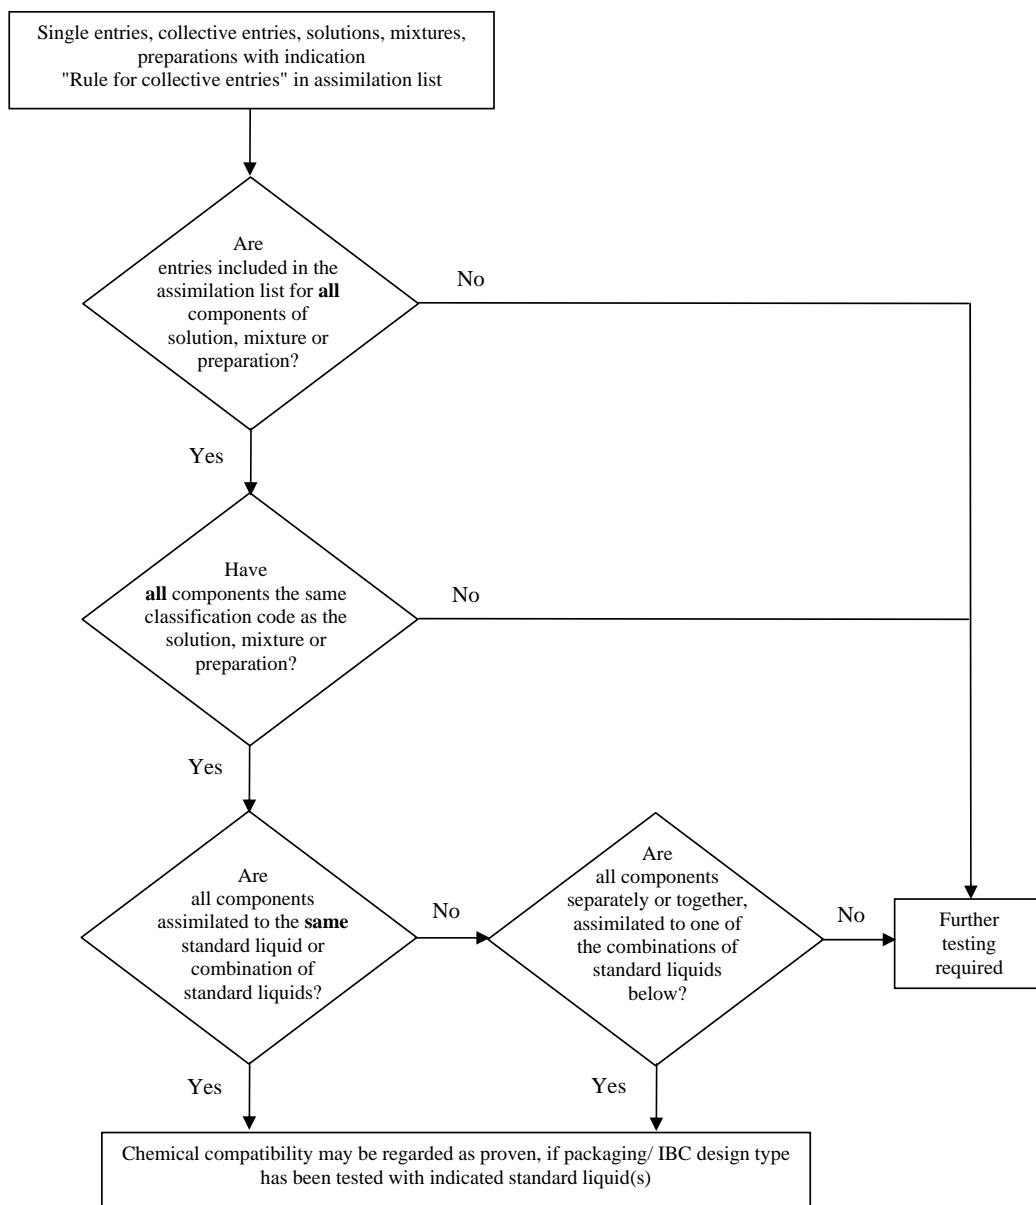 Single entries, collective entries, solutions, mixtures,
preparations with indication
"Rule for collective entries" in assimilation list
Are
entries included in the
assimilation list for all
components of
solution, mixture or
preparation?
No
Yes
Have
all components the same
classification code as the
solution, mixture or
preparation?
No
Yes
Are
all components
assimilated to the same
standard liquid or
combination of
standard liquids?
No
Are
all components
separately or together,
assimilated to one of
the combinations of
standard liquids
below?
No
Further
testing
required
Yes
Yes
Chemical compatibility may be regarded as proven, if packaging/ IBC design type
has been tested with indicated standard liquid(s)